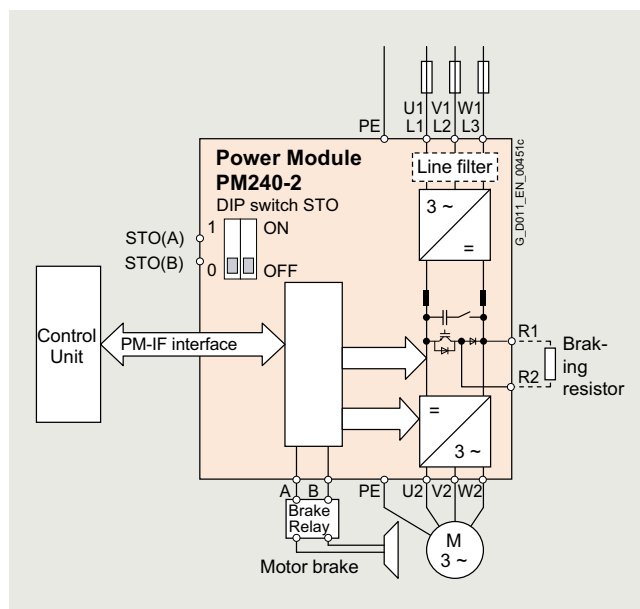 U1 V1 W1
PE L1 L2 L3
Power Module
PM240-2
Line filter
DIP switch STO
G_D011_EN_00451c
1 ON
STO(A)
STO(B)
0 OFF
3 ~
=
Control
Unit
PM-IF interface
R1
R2
Brak-
ing
resistor
=
3 ~
A B PE U2 V2 W2
Brake
Relay
Motor brake
M
3 ~